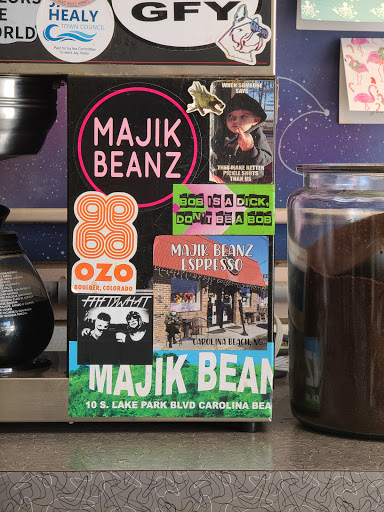 WORLD
HEALY
TOWN COUNCIL
GFY
MAJIK
BEANZ
WHEN SOMEONE
SAYS
THEY MAKE BETTER
PICKLE SHOTS
THAN US
BOB IS A DICK.
DON'T BE A BOB
OZO
BOULDER, COLORADO
MAJIK BEANZ
ESPRESSO
CAROLINA BEACH, NC
MAJIK BEAN
10 S. LAKE PARK BLVD CAROLINA BEA